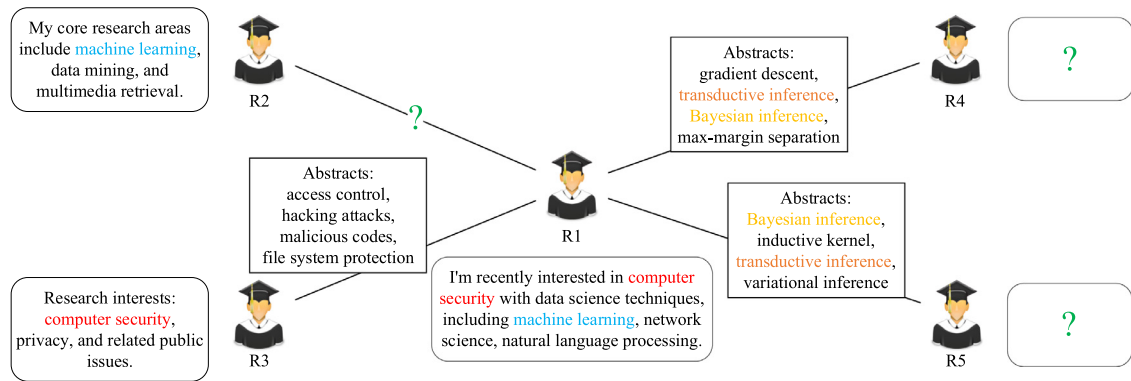 My core research areas
include machine learning,
data mining, and
multimedia retrieval.
R2
?
Abstracts:
gradient descent,
transductive inference,
Bayesian inference,
max-margin separation
R4
?
Abstracts:
access control,
hacking attacks,
malicious codes,
file system protection
R1
Abstracts:
Bayesian inference,
inductive kernel,
transductive inference,
variational inference
Research interests:
computer security,
privacy, and related public
issues.
R3
I'm recently interested in computer
security with data science techniques,
including machine learning, network
science, natural language processing.
R5
?